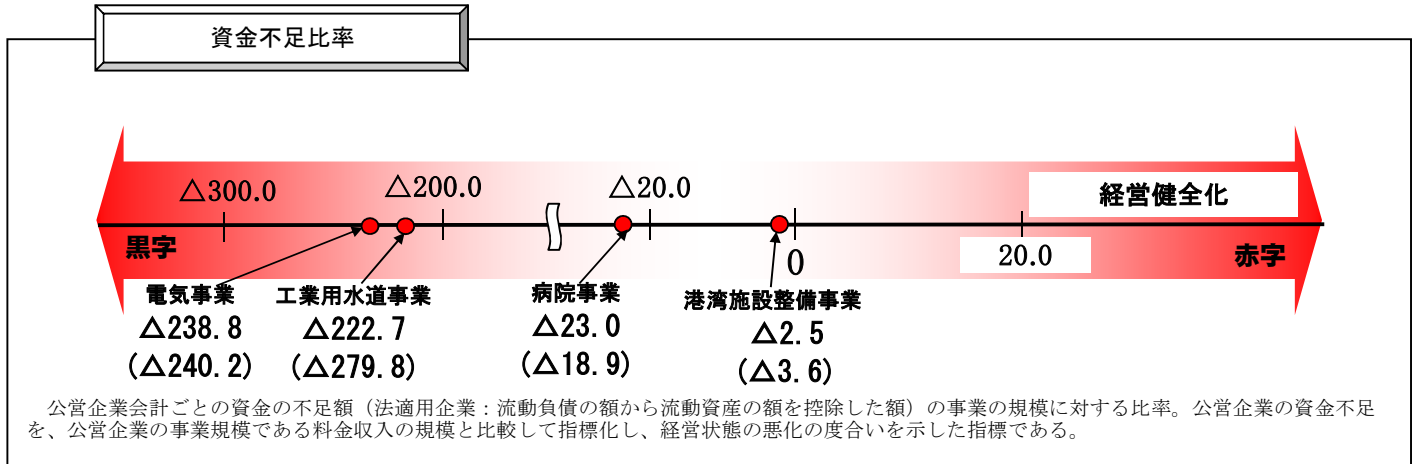 資金不足比率
△300.0
△200.0
△20.0
経営健全化
黒字
0
20.0
赤字
電気事業
△238.8
(△240.2)
工業用水道事業
△222.7
(△279.8)
病院事業
△23.0
(△18.9)
港湾施設整備事業
△2.5
(△3.6)
公営企業会計ごとの資金の不足額（法適用企業：流動負債の額から流動資産の額を控除した額）の事業の規模に対する比率。公営企業の資金不足
を、公営企業の事業規模である料金収入の規模と比較して指標化し、経営状態の悪化の度合いを示した指標である。